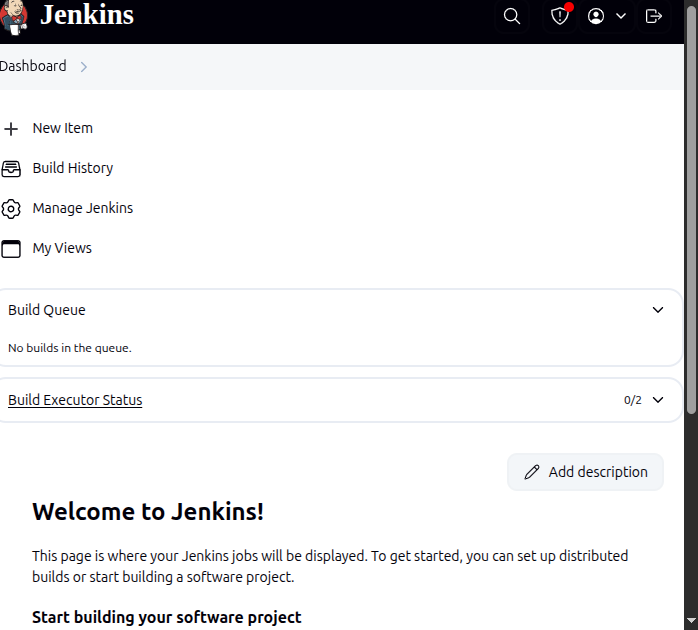 Jenkins
Dashboard
New Item
Build History
Manage Jenkins
My Views
Build Queue
No builds in the queue.
Build Executor Status
0/2
Add description
Welcome to Jenkins!
This page is where your Jenkins jobs will be displayed. To get started, you can set up distributed
builds or start building a software project.
Start building your software project